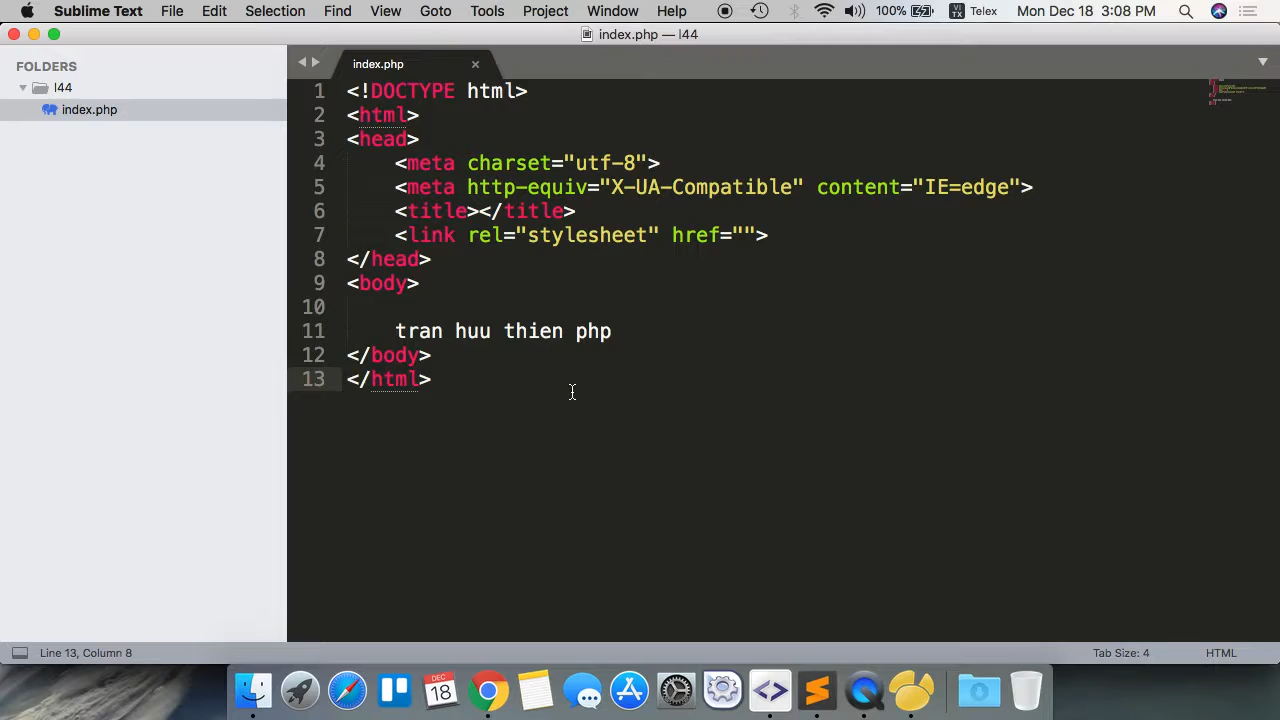 Sublime Text File Edit Selection Find View Goto Tools Project Window Help 100% VI TX Telex Mon Dec 18 3:08 PM
index.php — l44
FOLDERS
l44
index.php
index.php
1 <!DOCTYPE html>
2 <html>
3 <head>
4 <meta charset="utf-8">
5 <meta http-equiv="X-UA-Compatible" content="IE=edge">
6 <title></title>
7 <link rel="stylesheet" href="">
8 </head>
9 <body>
10
11 tran huu thien php
12 </body>
13 </html>
Line 13, Column 8 Tab Size: 4 HTML
DEC
18